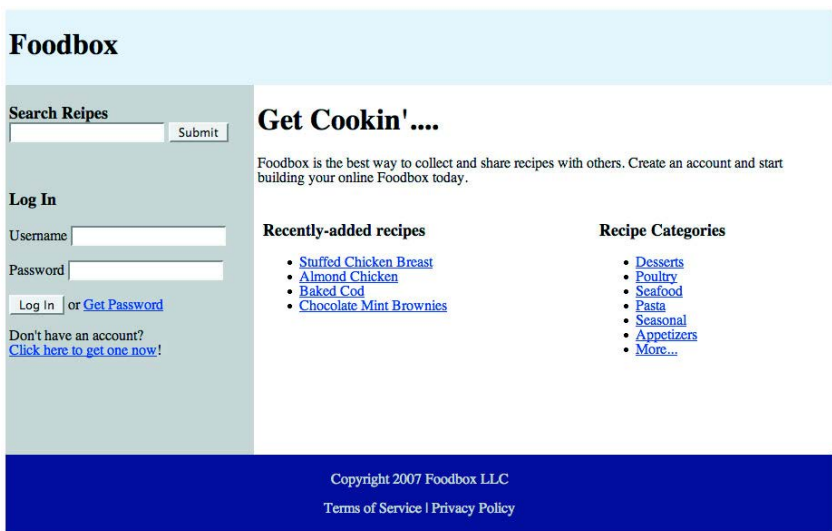 Foodbox
Search Reipes
Submit
Log In
Username
Password
Log In or Get Password
Don't have an account?
Click here to get one now!
Get Cookin'....
Foodbox is the best way to collect and share recipes with others. Create an account and start
building your online Foodbox today.
Recently-added recipes
• Stuffed Chicken Breast
• Almond Chicken
• Baked Cod
• Chocolate Mint Brownies
Recipe Categories
• Desserts
• Poultry
• Seafood
• Pasta
• Seasonal
• Appetizers
• More...
Copyright 2007 Foodbox LLC
Terms of Service | Privacy Policy